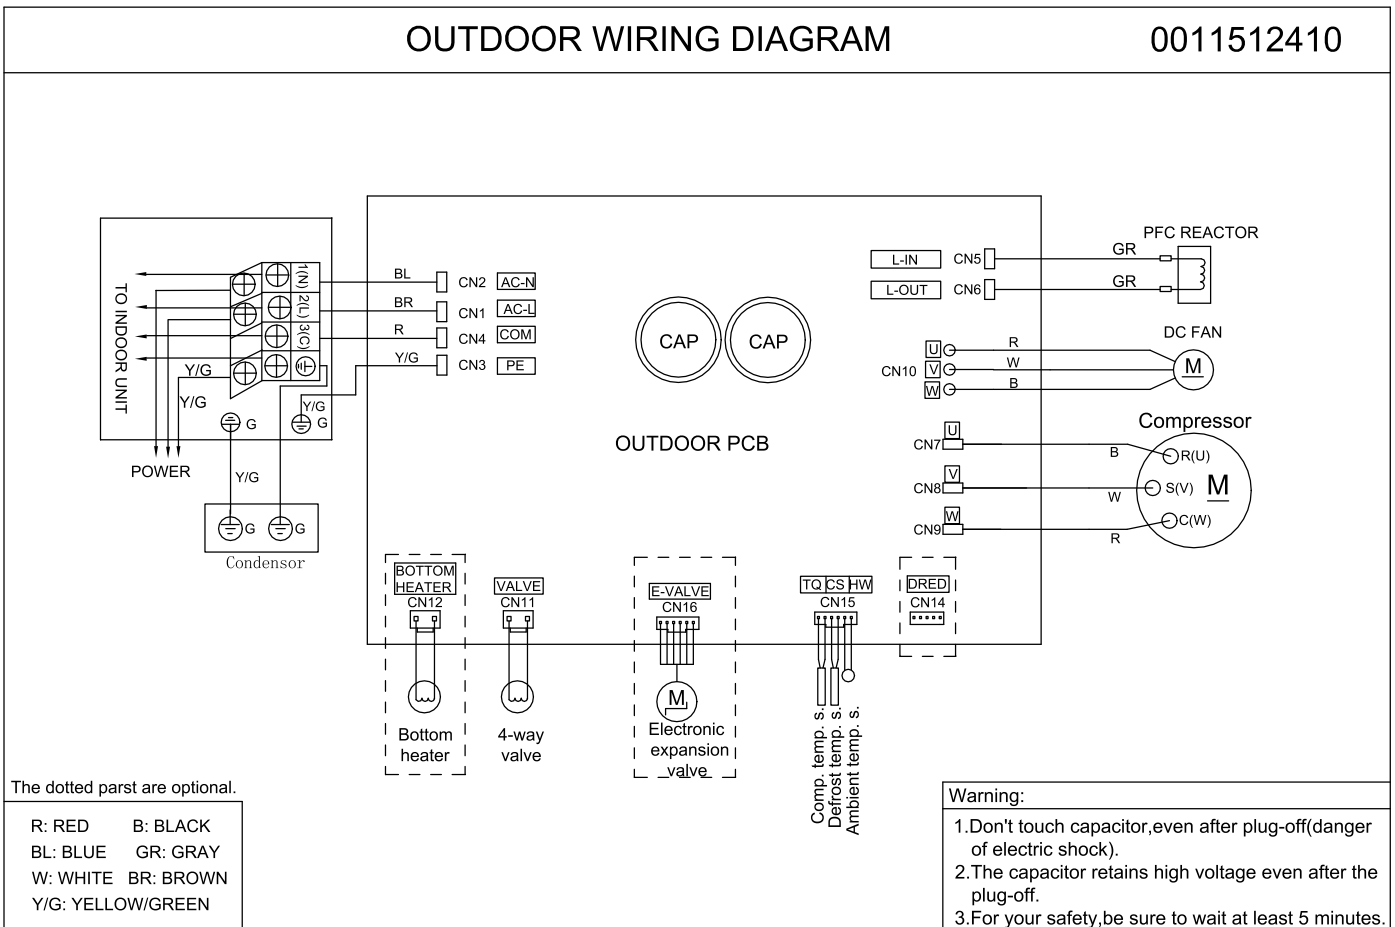 OUTDOOR WIRING DIAGRAM
0011512410
TO INDOOR UNIT
1(N)
2(L)
3(C)
BL
CN2
AC-N
BR
CN1
AC-L
R
CN4
COM
Y/G
CN3
PE
Y/G
Y/G
Y/G
G
G
POWER
Y/G
G
G
Condensor
CAP
CAP
OUTDOOR PCB
L-IN
CN5
GR
PFC REACTOR
L-OUT
CN6
GR
DC FAN
CN10
U
V
W
R
W
B
M
Compressor
U
CN7
B
R(U)
V
CN8
W
S(V)
M
W
CN9
R
C(W)
BOTTOM
HEATER
CN12
Bottom
heater
VALVE
CN11
4-way
valve
E-VALVE
CN16
M
Electronic
expansion
valve
TQ CS HW
CN15
Comp. temp. s.
Defrost temp. s.
Ambient temp. s.
DRED
CN14
The dotted parst are optional.
R: RED B: BLACK
BL: BLUE GR: GRAY
W: WHITE BR: BROWN
Y/G: YELLOW/GREEN
Warning:
1.Don't touch capacitor,even after plug-off(danger
of electric shock).
2.The capacitor retains high voltage even after the
plug-off.
3.For your safety,be sure to wait at least 5 minutes.